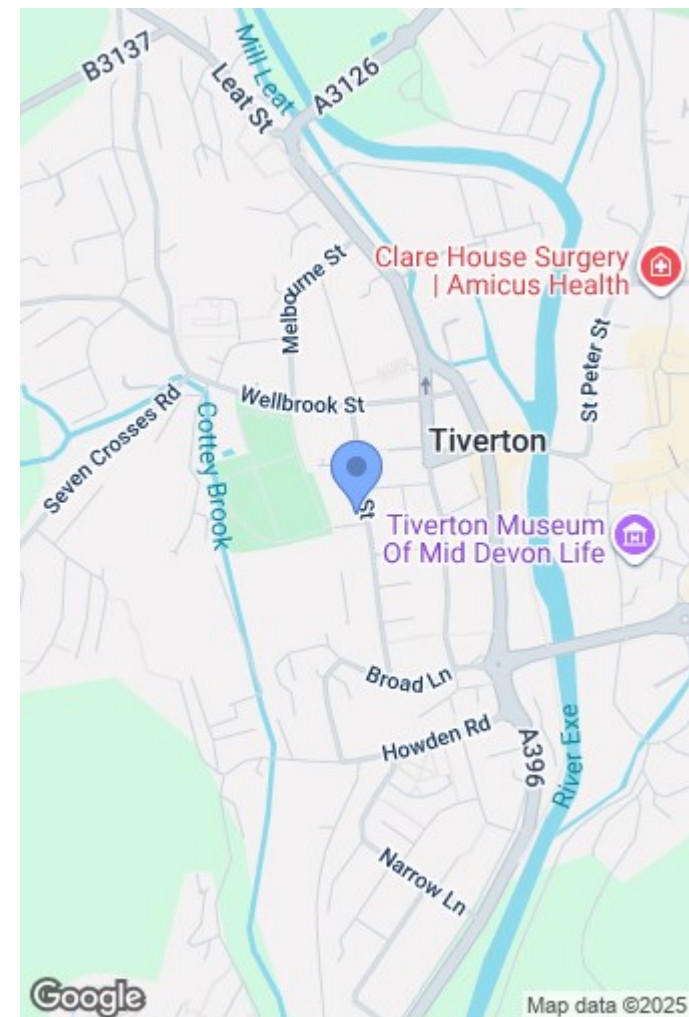 B3137
Mill Leat
Leat St
A3126
Clare House Surgery
| Amicus Health
Melbourne St
St Peter St
Wellbrook St
Seven Crosses Rd
Cottey Brook
Tiverton
St
Tiverton Museum
Of Mid Devon Life
Broad Ln
Howden Rd
A396
River Exe
Narrow Ln
Google
Map data ©2025